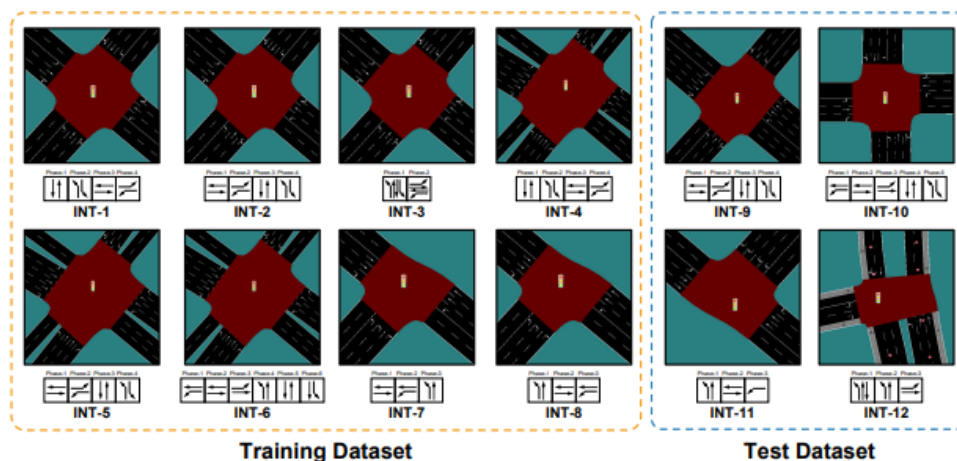 Phase-1 Phase-2 Phase-3 Phase-4
INT-1
Phase-1 Phase-2 Phase-3 Phase-4
INT-2
Phase-1 Phase-2
INT-3
Phase-1 Phase-2 Phase-3 Phase-4
INT-4
Phase-1 Phase-2 Phase-3 Phase-4
INT-9
Phase-1 Phase-2 Phase-3 Phase-4 Phase-5
INT-10
Phase-1 Phase-2 Phase-3 Phase-4
INT-5
Phase-1 Phase-2 Phase-3 Phase-4 Phase-5 Phase-6
INT-6
Phase-1 Phase-2 Phase-3
INT-7
Phase-1 Phase-2 Phase-3
INT-8
Phase-1 Phase-2 Phase-3
INT-11
Phase-1 Phase-2 Phase-3
INT-12
Training Dataset
Test Dataset